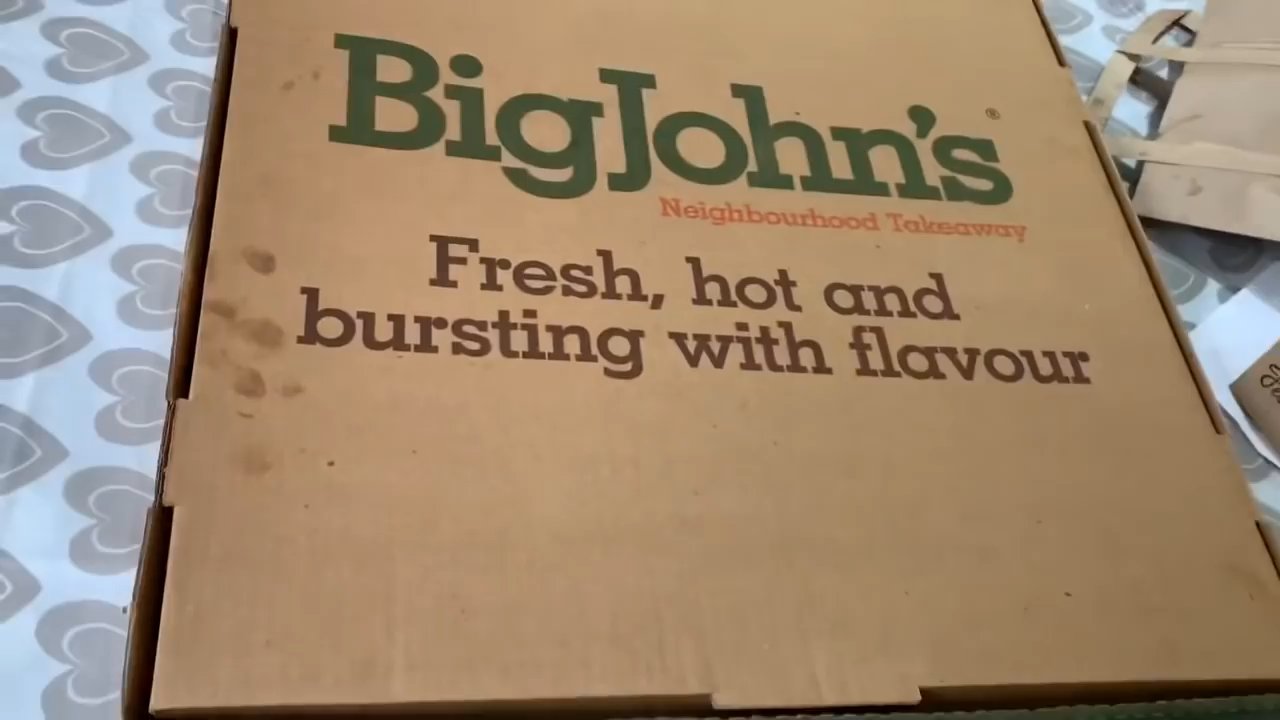 BigJohn's®
Neighbourhood Takeaway
Fresh, hot and
bursting with flavour